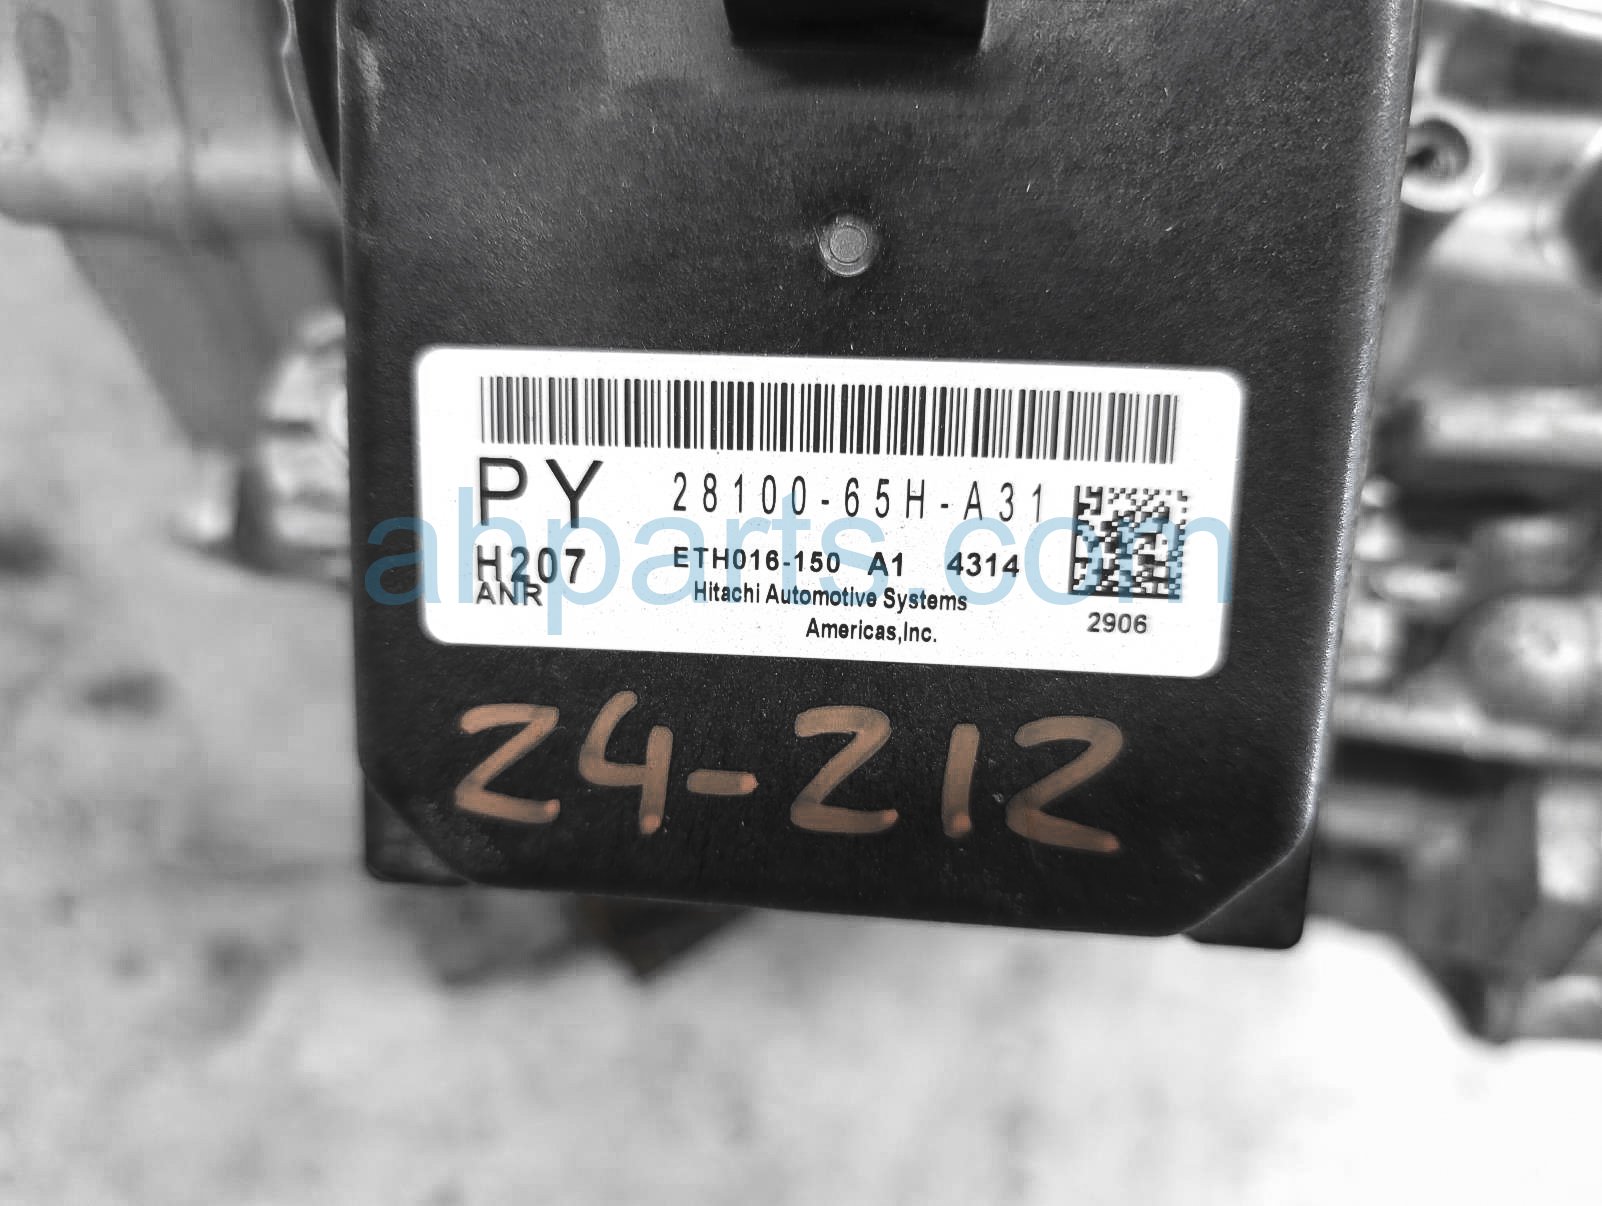 PY 28100-65H-A31
H207 ETH016-150 A1 4314
ANR Hitachi Automotive Systems
Americas,Inc. 2906
ahparts.com
24-212